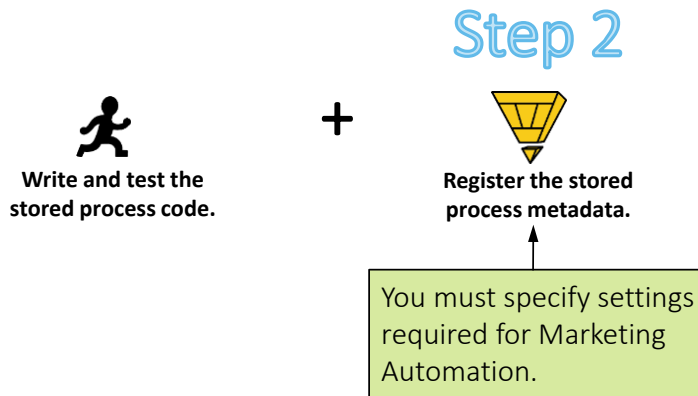 Step 2
+
Write and test the
stored process code.
Register the stored
process metadata.
You must specify settings
required for Marketing
Automation.